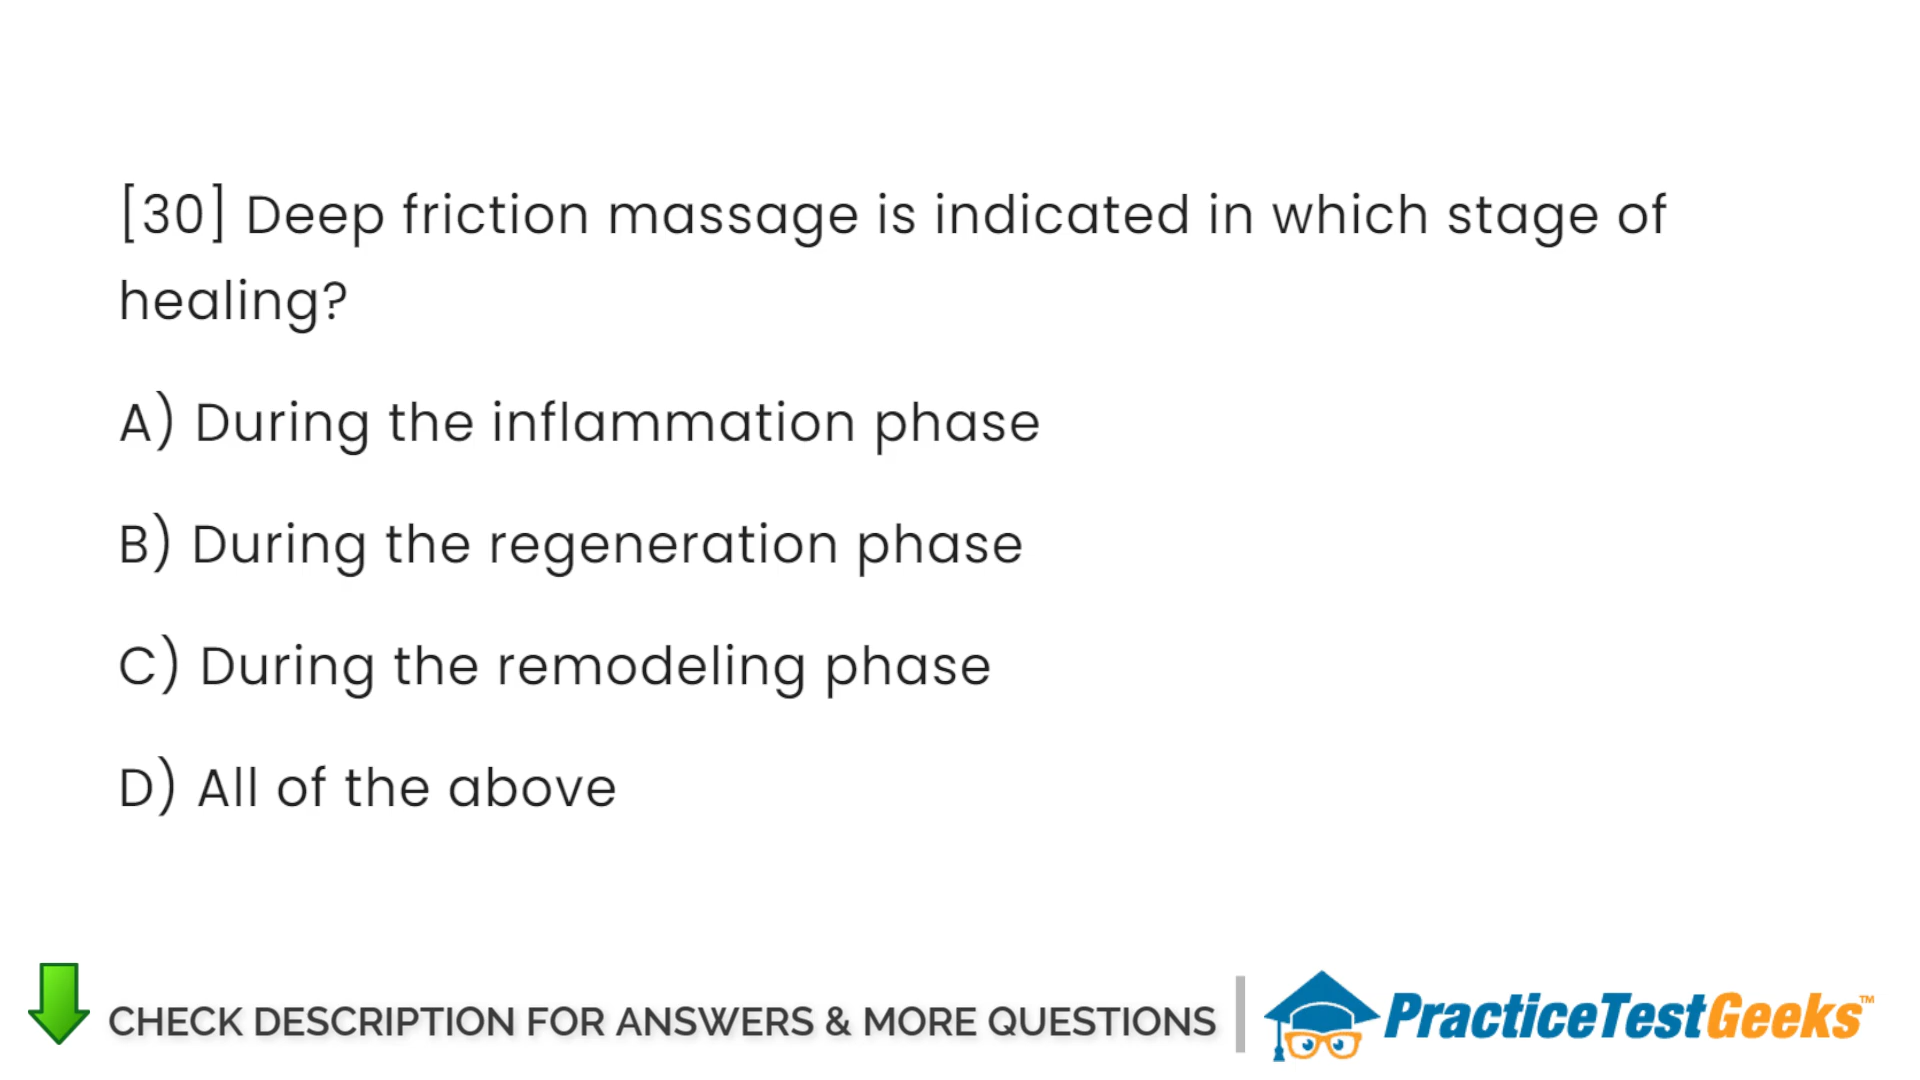 [30] Deep friction massage is indicated in which stage of
healing?
A) During the inflammation phase
B) During the regeneration phase
C) During the remodeling phase
D) All of the above
CHECK DESCRIPTION FOR ANSWERS & MORE QUESTIONS
PracticeTestGeeks™